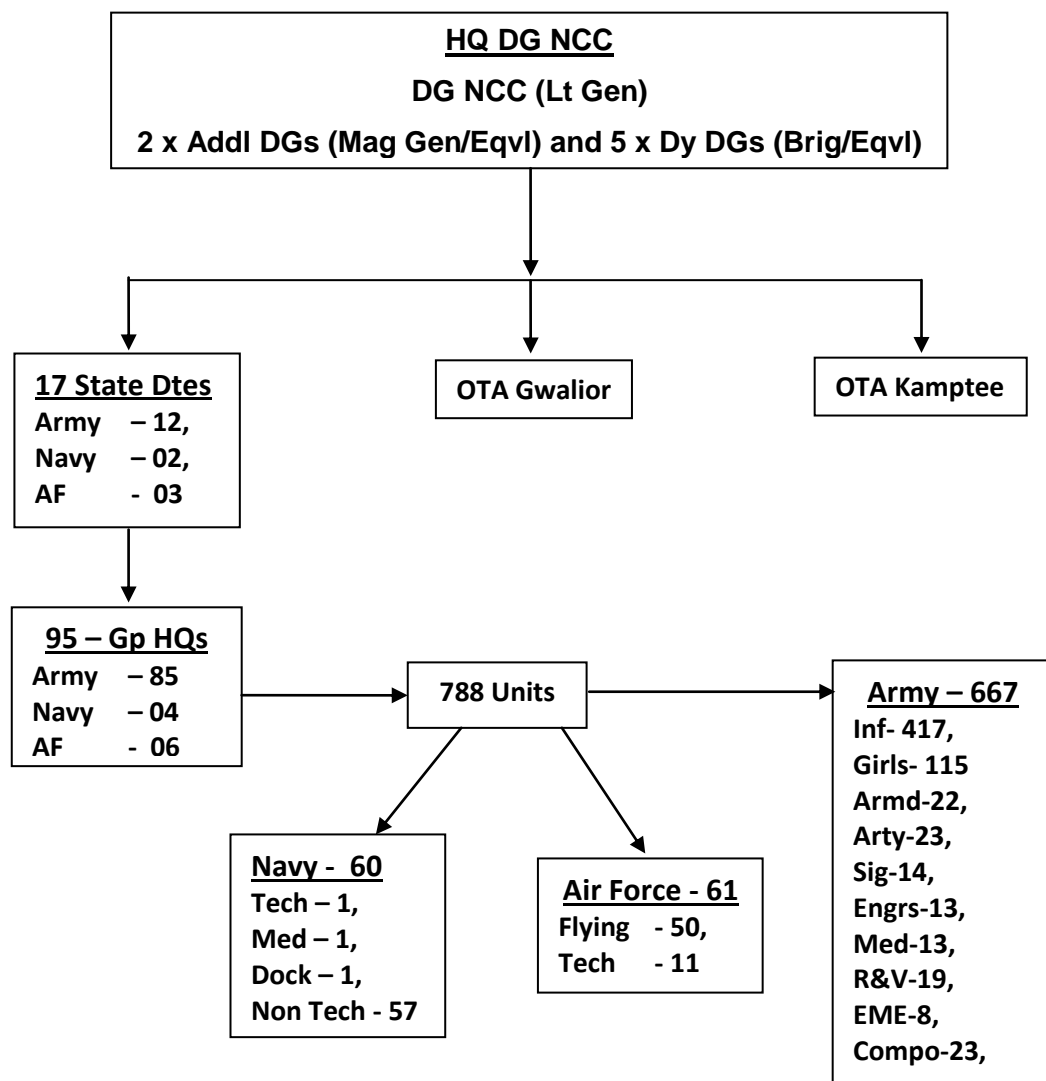 HQ DG NCC
DG NCC (Lt Gen)
2 x Addl DGs (Mag Gen/Eqvl) and 5 x Dy DGs (Brig/Eqvl)
17 State Dtes
Army – 12,
Navy – 02,
AF - 03
OTA Gwalior
OTA Kamptee
95 – Gp HQs
Army – 85
Navy – 04
AF - 06
788 Units
Navy - 60
Tech – 1,
Med – 1,
Dock – 1,
Non Tech - 57
Air Force - 61
Flying - 50,
Tech - 11
Army – 667
Inf- 417,
Girls- 115
Armd-22,
Arty-23,
Sig-14,
Engrs-13,
Med-13,
R&V-19,
EME-8,
Compo-23,